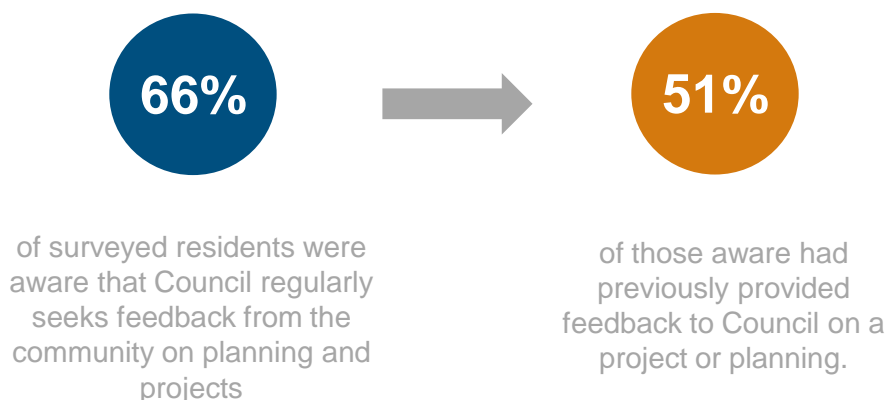 66%
51%
of surveyed residents were
aware that Council regularly
seeks feedback from the
community on planning and
projects
of those aware had
previously provided
feedback to Council on a
project or planning.